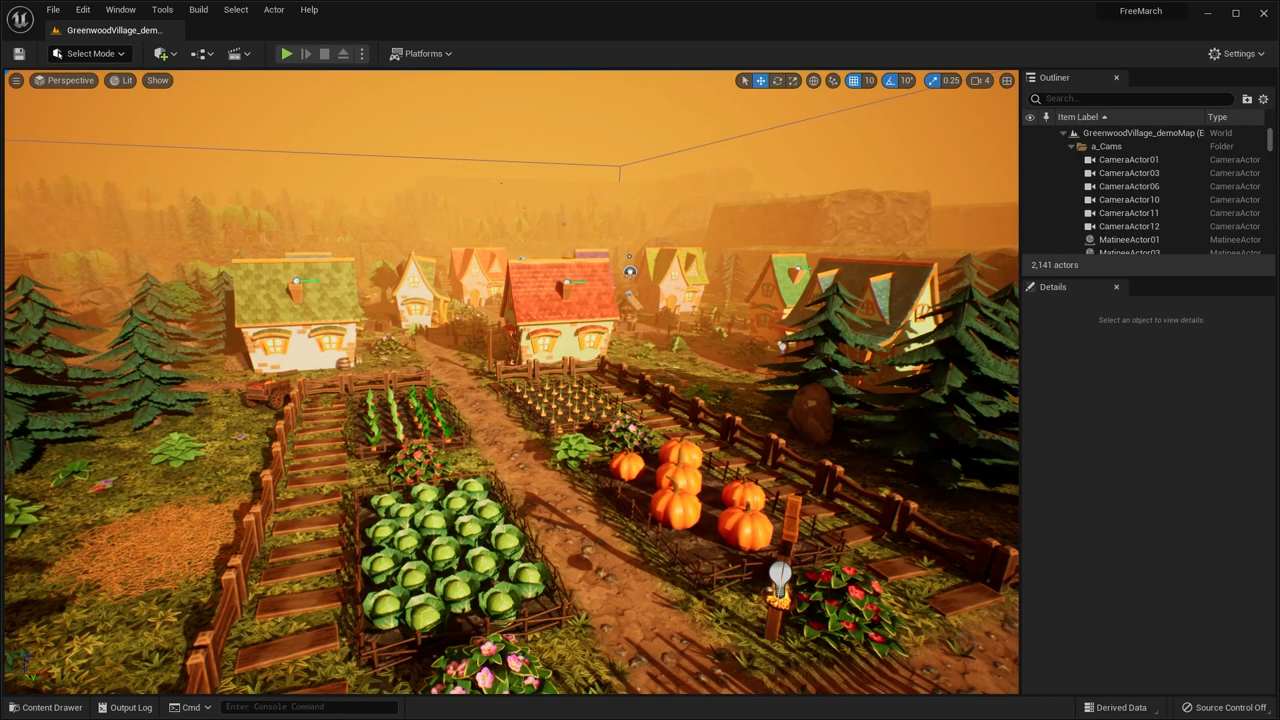 File Edit Window Tools Build Select Actor Help
FreeMarch
GreenwoodVillage_dem...
Select Mode
Platforms
Settings
Perspective Lit Show
10 10° 0.25 4
Outliner
Search...
Item Label Type
GreenwoodVillage_demoMap (E World
a_Cams Folder
CameraActor01 CameraActor
CameraActor03 CameraActor
CameraActor06 CameraActor
CameraActor10 CameraActor
CameraActor11 CameraActor
CameraActor12 CameraActor
MatineeActor01 MatineeActor
MatineeActor03 MatineeActor
2,141 actors
Details
Select an object to view details.
Content Drawer Output Log Cmd Enter Console Command
Derived Data Source Control Off